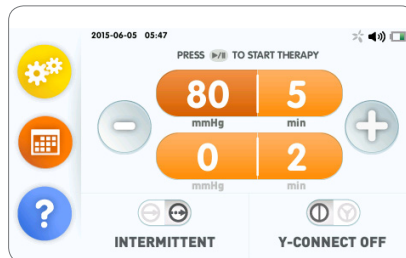 2015-06-05 05:47
PRESS ▶/II TO START THERAPY
80 5
mmHg min
0 2
mmHg min
?
INTERMITTENT Y-CONNECT OFF